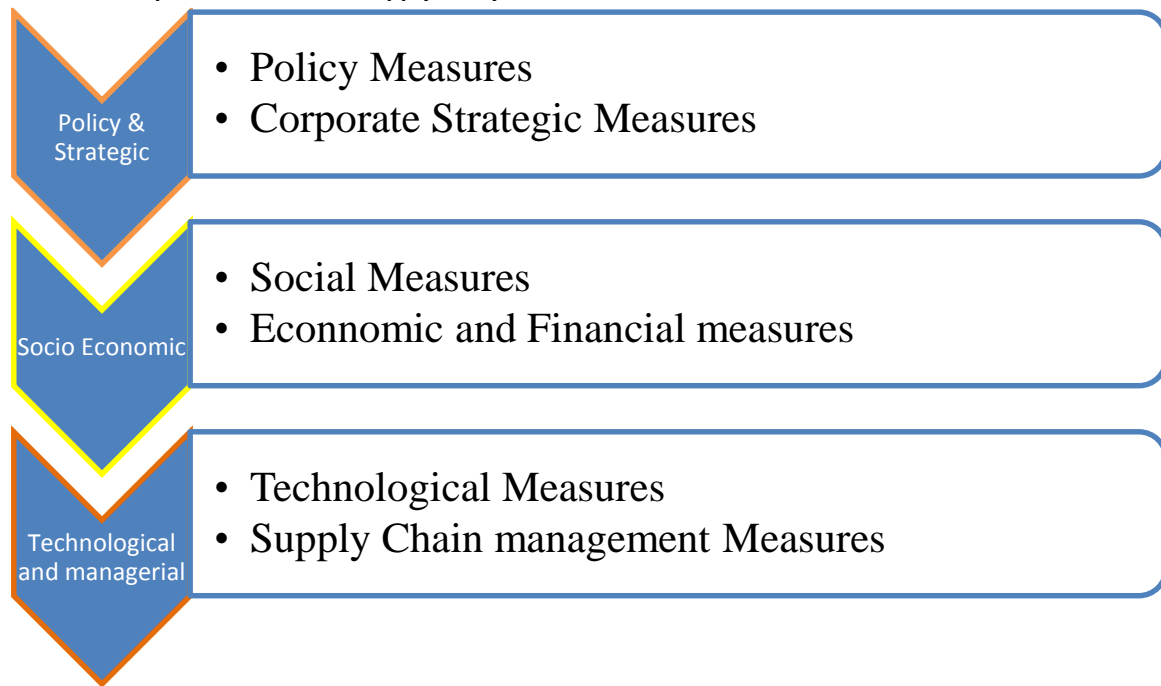 Policy &
Strategic
• Policy Measures
• Corporate Strategic Measures
Socio Economic
• Social Measures
• Econnomic and Financial measures
Technological
and managerial
• Technological Measures
• Supply Chain management Measures